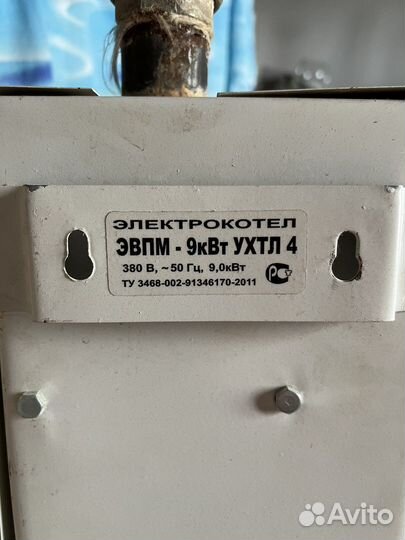 ЭЛЕКТРОКОТЕЛ
ЭВПМ - 9кВт УХТЛ 4
380 В, ~50 Гц, 9,0кВт
ТУ 3468-002-91346170-2011
Avito